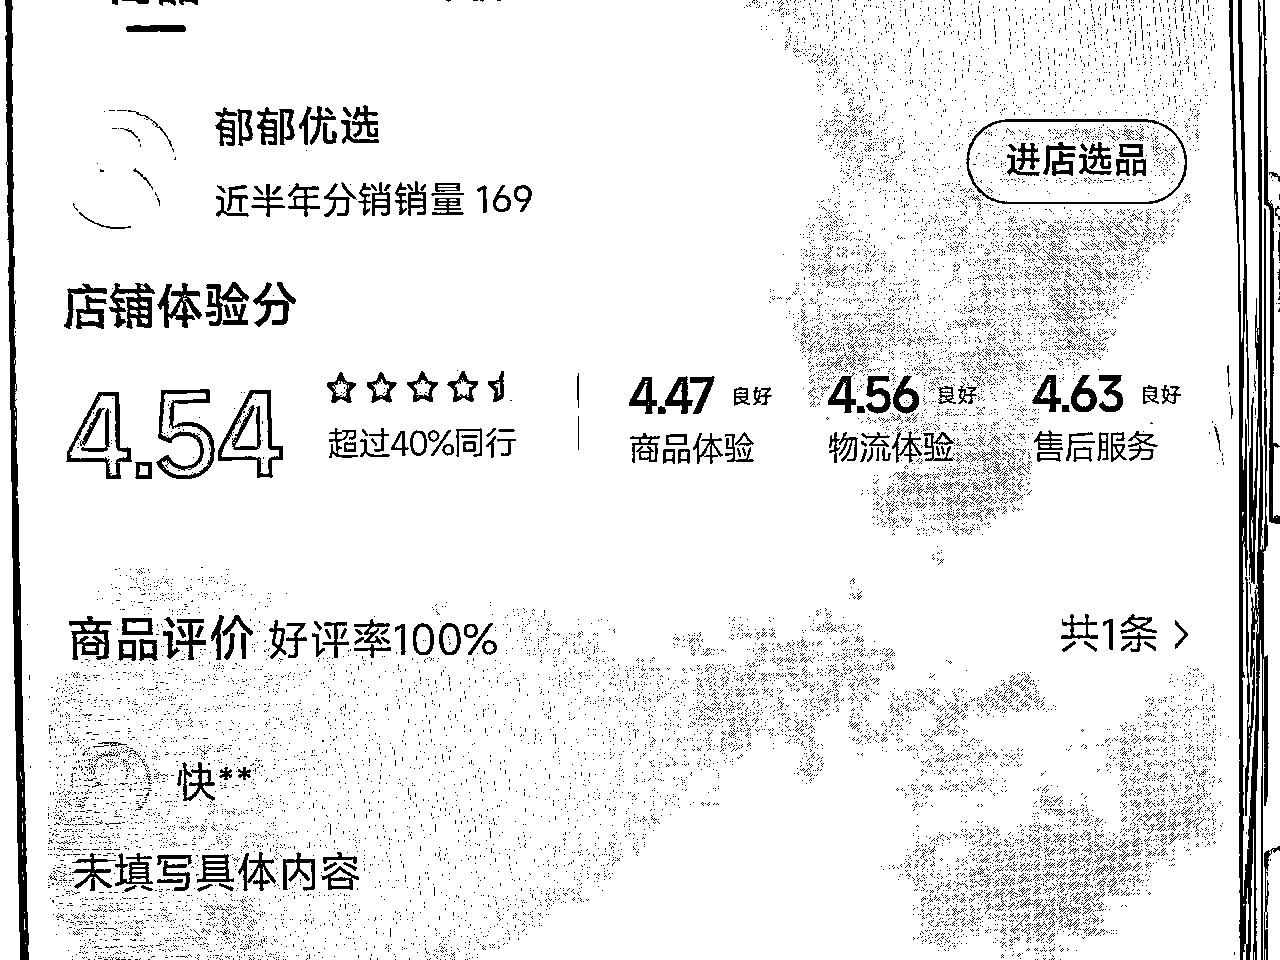 郁郁优选
进店选品
近半年分销销量 169
店铺体验分
4.54
超过40%同行
4.47 良好
商品体验
4.56 良好
物流体验
4.63 良好
售后服务
商品评价 好评率100%
共1条 >
快**
未填写具体内容